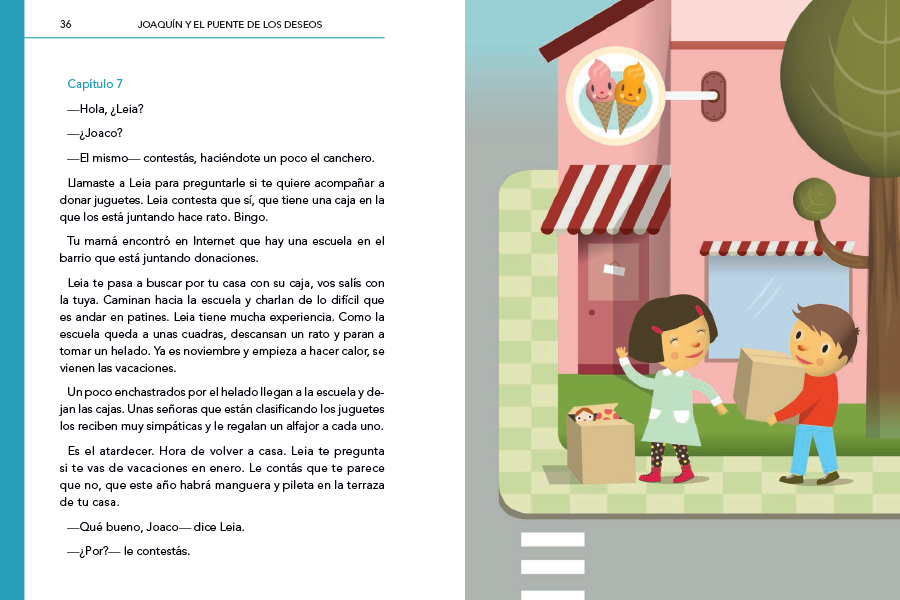 36
JOAQUÍN Y EL PUENTE DE LOS DESEOS
Capítulo 7
—Hola, ¿Leia?
—¿Joaco?
—El mismo— contestás, haciéndote un poco el canchero.
Llamaste a Leia para preguntarle si te quiere acompañar a
donar juguetes. Leia contesta que sí, que tiene una caja en la
que los está juntando hace rato. Bingo.
Tu mamá encontró en Internet que hay una escuela en el
barrio que está juntando donaciones.
Leia te pasa a buscar por tu casa con su caja, vos salís con
la tuya. Caminan hacia la escuela y charlan de lo difícil que
es andar en patines. Leia tiene mucha experiencia. Como la
escuela queda a unas cuadras, descansan un rato y paran a
tomar un helado. Ya es noviembre y empieza a hacer calor, se
vienen las vacaciones.
Un poco enchastrados por el helado llegan a la escuela y de-
jan las cajas. Unas señoras que están clasificando los juguetes
los reciben muy simpáticas y le regalan un alfajor a cada uno.
Es el atardecer. Hora de volver a casa. Leia te pregunta
si te vas de vacaciones en enero. Le contás que te parece
que no, que este año habrá manguera y pileta en la terraza
de tu casa.
—Qué bueno, Joaco— dice Leia.
—¿Por?— le contestás.